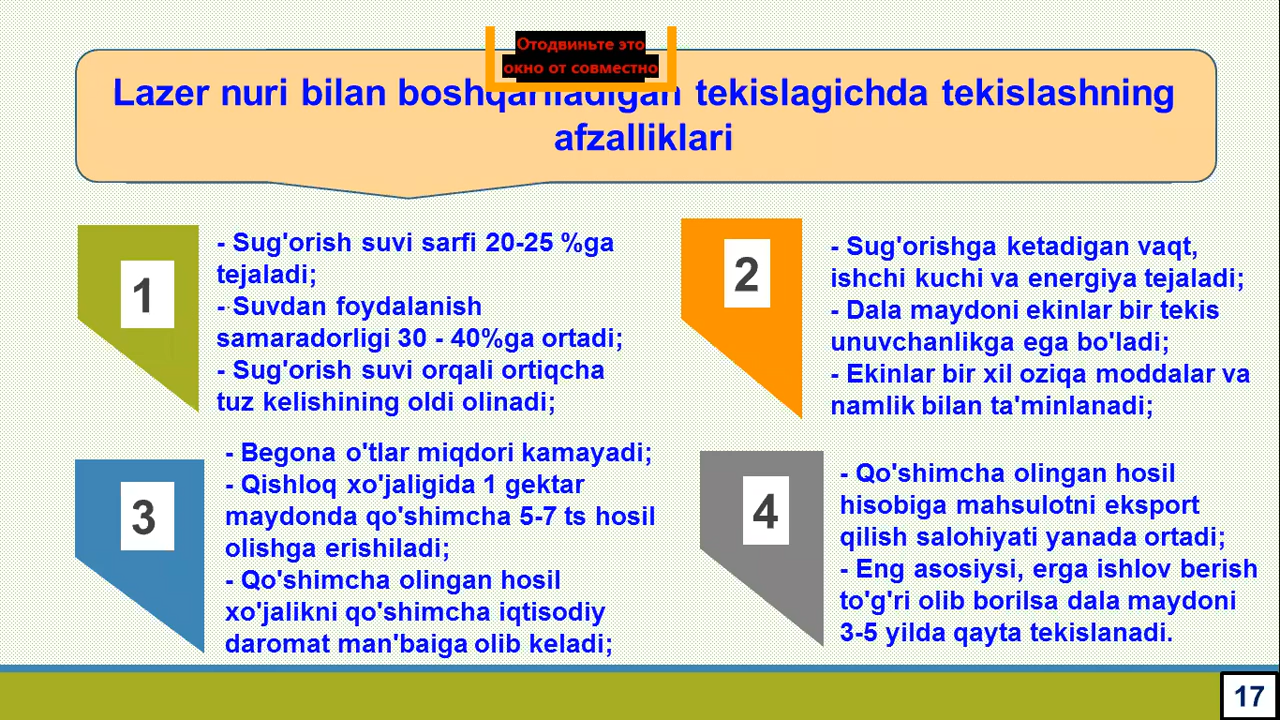 Отодвиньте это
окно от совместно
Lazer nuri bilan tekislagichda tekislashning
afzalliklari
1
- Sug'orish suvi sarfi 20-25 %ga
tejaladi;
- Suvdan foydalanish
samaradorligi 30 - 40%ga ortadi;
- Sug'orish suvi orqali ortiqcha
tuz kelishining oldi olinadi;
2
- Sug'orishga ketadigan vaqt,
ishchi kuchi va energiya tejaladi;
- Dala maydoni ekinlar bir tekis
unuvchanlikga ega bo'ladi;
- Ekinlar bir xil oziqa moddalar va
namlik bilan ta'minlanadi;
3
- Begona o'tlar miqdori kamayadi;
- Qishloq xo'jaligida 1 gektar
maydonda qo'shimcha 5-7 ts hosil
olishga erishiladi;
- Qo'shimcha olingan hosil
xo'jalikni qo'shimcha iqtisodiy
daromat man'baiga olib keladi;
4
- Qo'shimcha olingan hosil
hisobiga mahsulotni eksport
qilish salohiyati yanada ortadi;
- Eng asosiysi, erga ishlov berish
to'g'ri olib borilsa dala maydoni
3-5 yilda qayta tekislanadi.
17